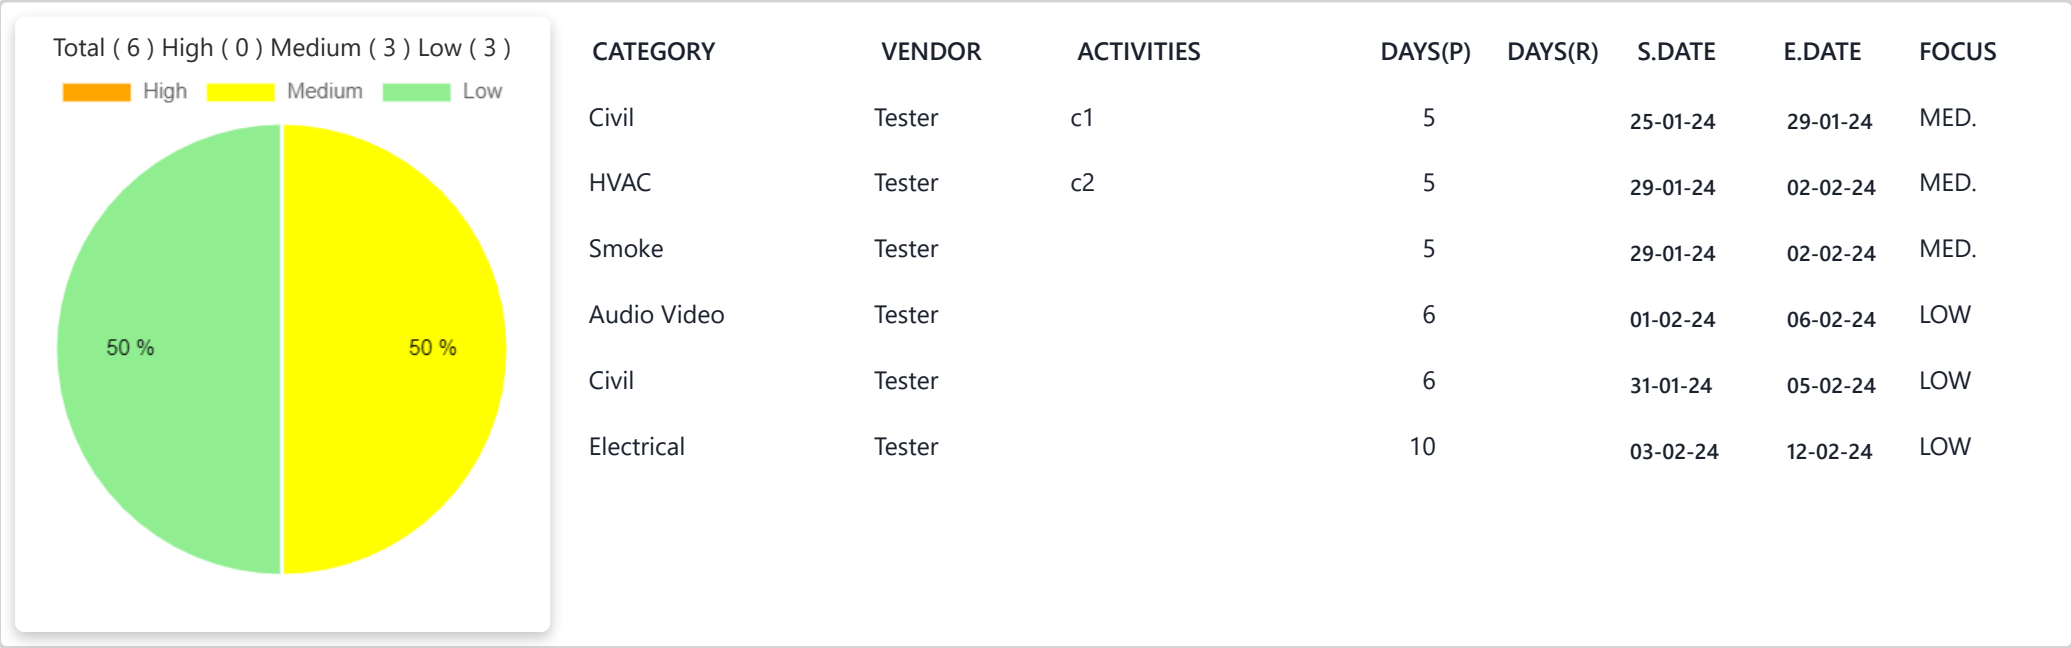 Total ( 6 ) High ( 0 ) Medium ( 3 ) Low ( 3 )
High Medium Low
50 % 50 %
CATEGORY VENDOR ACTIVITIES DAYS(P) DAYS(R) S.DATE E.DATE FOCUS
Civil Tester c1 5 25-01-24 29-01-24 MED.
HVAC Tester c2 5 29-01-24 02-02-24 MED.
Smoke Tester 5 29-01-24 02-02-24 MED.
Audio Video Tester 6 01-02-24 06-02-24 LOW
Civil Tester 6 31-01-24 05-02-24 LOW
Electrical Tester 10 03-02-24 12-02-24 LOW